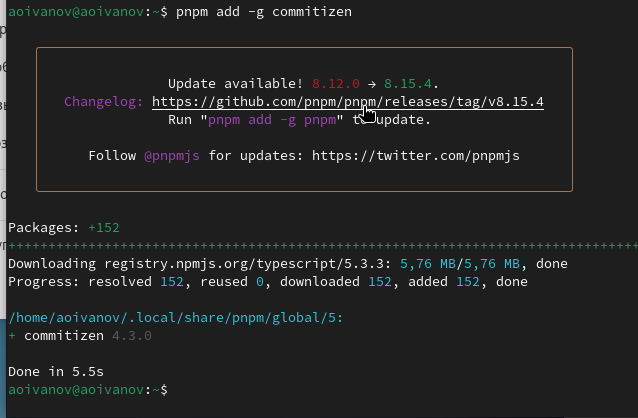 aoivanov@aoivanov:~$ pnpm add -g commitizen
Update available! 8.12.0 → 8.15.4.
Changelog: https://github.com/pnpm/pnpm/releases/tag/v8.15.4
Run "pnpm add -g pnpm" to update.
Follow @pnpmjs for updates: https://twitter.com/pnpmjs
Packages: +152
++++++++++++++++++++++++++++++++++++++++++++++++++++++++++++++++++++++++++++++
Downloading registry.npmjs.org/typescript/5.3.3: 5,76 MB/5,76 MB, done
Progress: resolved 152, reused 0, downloaded 152, added 152, done
/home/aoivanov/.local/share/pnpm/global/5:
+ commitizen 4.3.0
Done in 5.5s
aoivanov@aoivanov:~$